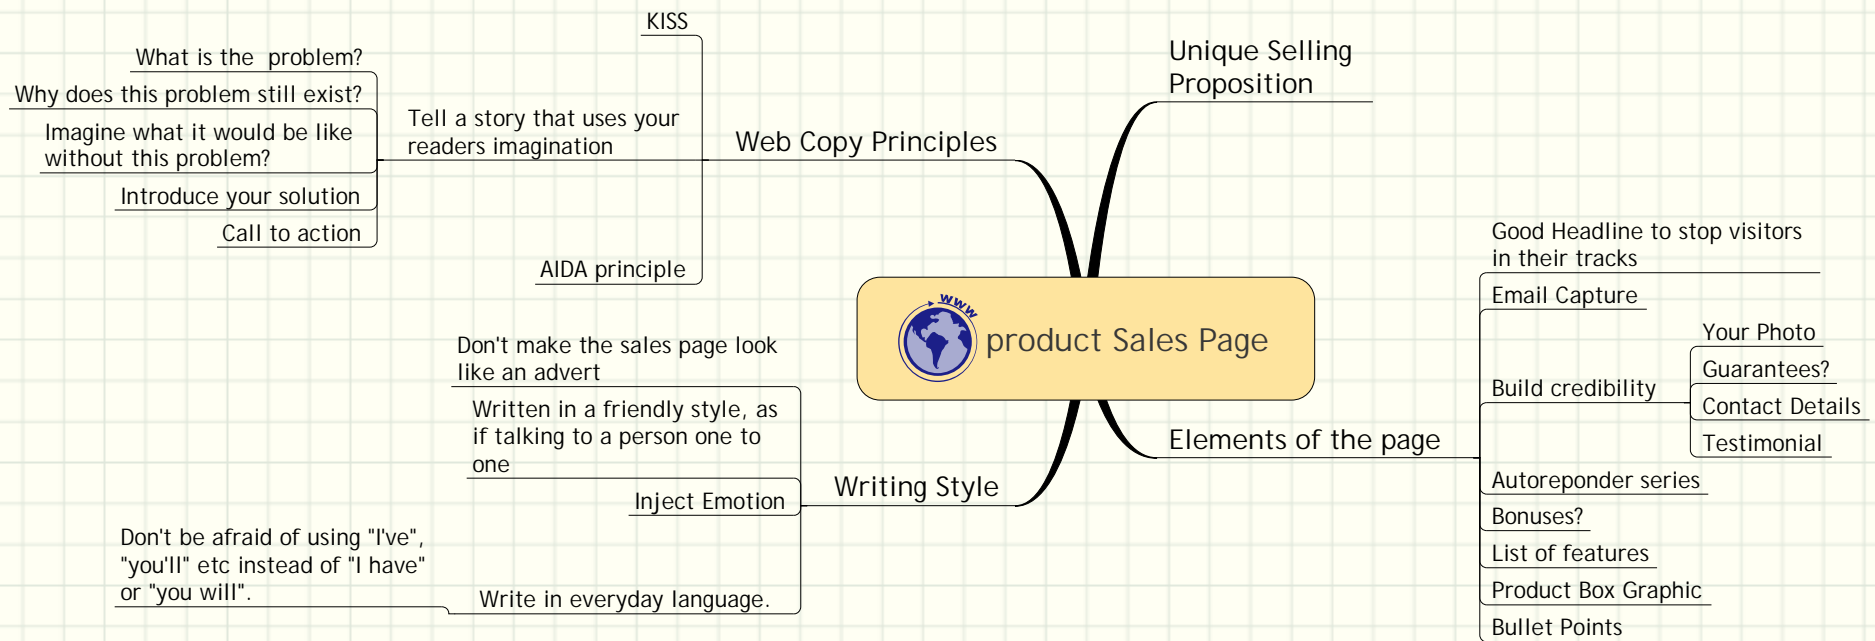 KISS
What is the  problem?
Why does this problem still exist?
Imagine what it would be like
without this problem?
Introduce your solution
Call to action
Tell a story that uses your
readers imagination
AIDA principle
Web Copy Principles
Unique Selling
Proposition
www
product Sales Page
Don't make the sales page look
like an advert
Written in a friendly style, as
if talking to a person one to
one
Inject Emotion
Don't be afraid of using "I've",
"you'll" etc instead of "I have"
or "you will".
Write in everyday language.
Writing Style
Elements of the page
Good Headline to stop visitors
in their tracks
Email Capture
Build credibility
Your Photo
Guarantees?
Contact Details
Testimonial
Autoreponder series
Bonuses?
List of features
Product Box Graphic
Bullet Points